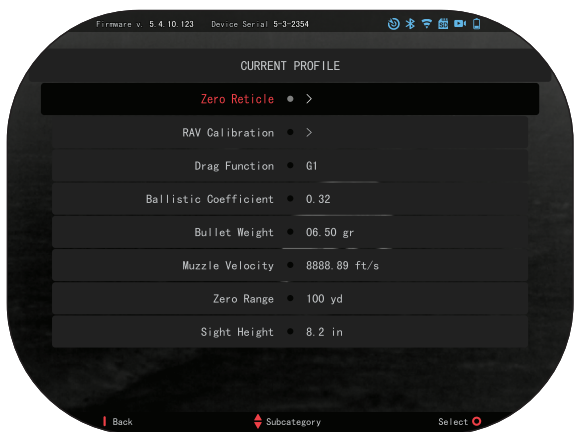 Firmware v. 5.4.10.123 Device Serial 5-3-2354
CURRENT PROFILE
Zero Reticle >
RAV Calibration >
Drag Function G1
Ballistic Coefficient 0.32
Bullet Weight 06.50 gr
Muzzle Velocity 8888.89 ft/s
Zero Range 100 yd
Sight Height 8.2 in
Back Subcategory Select